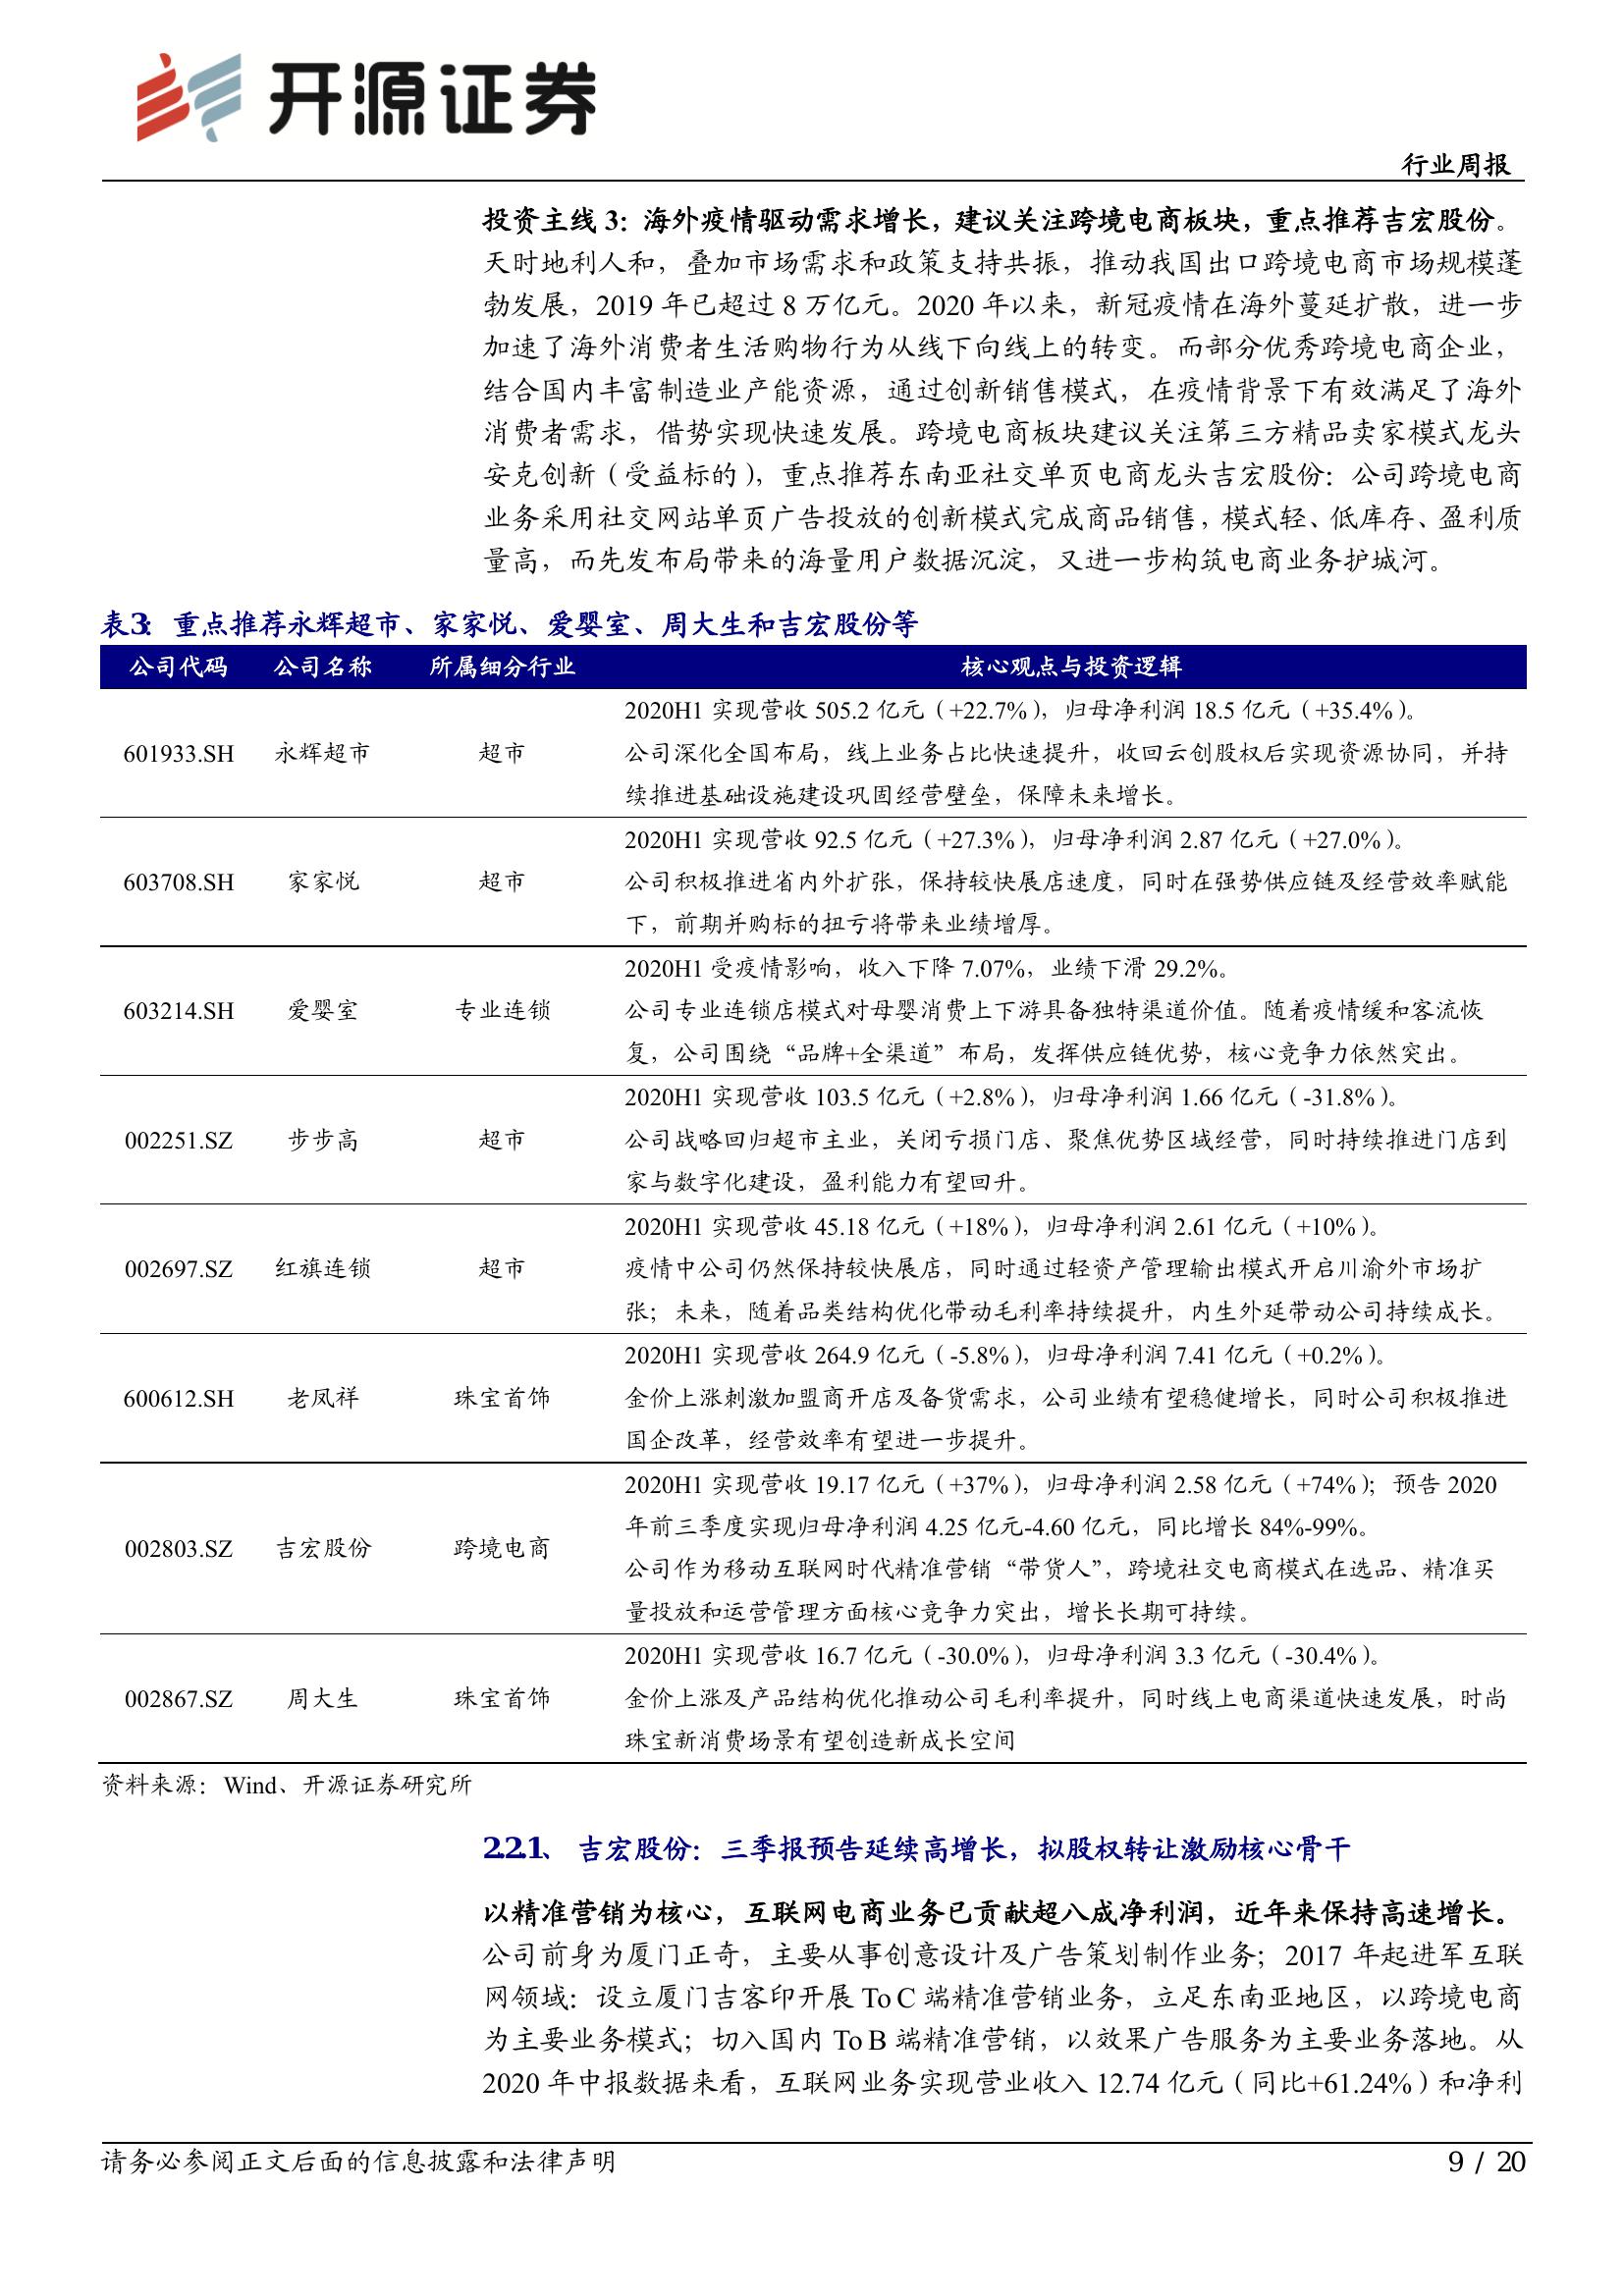 开源证券
行业周报
投资主线 3：海外疫情驱动需求增长，建议关注跨境电商板块，重点推荐吉宏股份。
天时地利人和，叠加市场需求和政策支持共振，推动我国出口跨境电商市场规模蓬
勃发展，2019 年已超过 8 万亿元。2020 年以来，新冠疫情在海外蔓延扩散，进一步
加速了海外消费者生活购物行为从线下向线上的转变。而部分优秀跨境电商企业，
结合国内丰富制造业产能资源，通过创新销售模式，在疫情背景下有效满足了海外
消费者需求，借势实现快速发展。跨境电商板块建议关注第三方精品卖家模式龙头
安克创新（受益标的），重点推荐东南亚社交单页电商龙头吉宏股份：公司跨境电商
业务采用社交网站单页广告投放的创新模式完成商品销售，模式轻、低库存、盈利质
量高，而先发布局带来的海量用户数据沉淀，又进一步构筑电商业务护城河。
表3： 重点推荐永辉超市、家家悦、爱婴室、周大生和吉宏股份等
公司代码 公司名称 所属细分行业 核心观点与投资逻辑
2020H1 实现营收 505.2 亿元（+22.7%），归母净利润 18.5 亿元（+35.4%）。
601933.SH 永辉超市 超市 公司深化全国布局，线上业务占比快速提升，收回云创股权后实现资源协同，并持
续推进基础设施建设巩固经营壁垒，保障未来增长。
2020H1 实现营收 92.5 亿元（+27.3%），归母净利润 2.87 亿元（+27.0%）。
603708.SH 家家悦 超市 公司积极推进省内外扩张，保持较快展店速度，同时在强势供应链及经营效率赋能
下，前期并购标的扭亏将带来业绩增厚。
2020H1 受疫情影响，收入下降 7.07%，业绩下滑 29.2%。
603214.SH 爱婴室 专业连锁 公司专业连锁店模式对母婴消费上下游具备独特渠道价值。随着疫情缓和客流恢
复，公司围绕“品牌+全渠道”布局，发挥供应链优势，核心竞争力依然突出。
2020H1 实现营收 103.5 亿元（+2.8%），归母净利润 1.66 亿元（-31.8%）。
002251.SZ 步步高 超市 公司战略回归超市主业，关闭亏损门店、聚焦优势区域经营，同时持续推进门店到
家与数字化建设，盈利能力有望回升。
2020H1 实现营收 45.18 亿元（+18%），归母净利润 2.61 亿元（+10%）。
002697.SZ 红旗连锁 超市 疫情中公司仍然保持较快展店，同时通过轻资产管理输出模式开启川渝外市场扩
张；未来，随着品类结构优化带动毛利率持续提升，内生外延带动公司持续成长。
2020H1 实现营收 264.9 亿元（-5.8%），归母净利润 7.41 亿元（+0.2%）。
600612.SH 老凤祥 珠宝首饰 金价上涨刺激加盟商开店及备货需求，公司业绩有望稳健增长，同时公司积极推进
国企改革，经营效率有望进一步提升。
2020H1 实现营收 19.17 亿元（+37%），归母净利润 2.58 亿元（+74%）；预告 2020
年前三季度实现归母净利润 4.25 亿元-4.60 亿元，同比增长 84%-99%。
002803.SZ 吉宏股份 跨境电商 公司作为移动互联网时代精准营销“带货人”，跨境社交电商模式在选品、精准买
量投放和运营管理方面核心竞争力突出，增长长期可持续。
2020H1 实现营收 16.7 亿元（-30.0%），归母净利润 3.3 亿元（-30.4%）。
002867.SZ 周大生 珠宝首饰 金价上涨及产品结构优化推动公司毛利率提升，同时线上电商渠道快速发展，时尚
珠宝新消费场景有望创造新成长空间
资料来源：Wind、开源证券研究所
2.2.1、 吉宏股份：三季报预告延续高增长，拟股权转让激励核心骨干
以精准营销为核心，互联网电商业务已贡献超八成净利润，近年来保持高速增长。
公司前身为厦门正奇，主要从事创意设计及广告策划制作业务；2017 年起进军互联
网领域：设立厦门吉客印开展 To C 端精准营销业务，立足东南亚地区，以跨境电商
为主要业务模式；切入国内 To B 端精准营销，以效果广告服务为主要业务落地。从
2020 年中报数据来看，互联网业务实现营业收入 12.74 亿元（同比+61.24%）和净利
请务必参阅正文后面的信息披露和法律声明 9 / 20